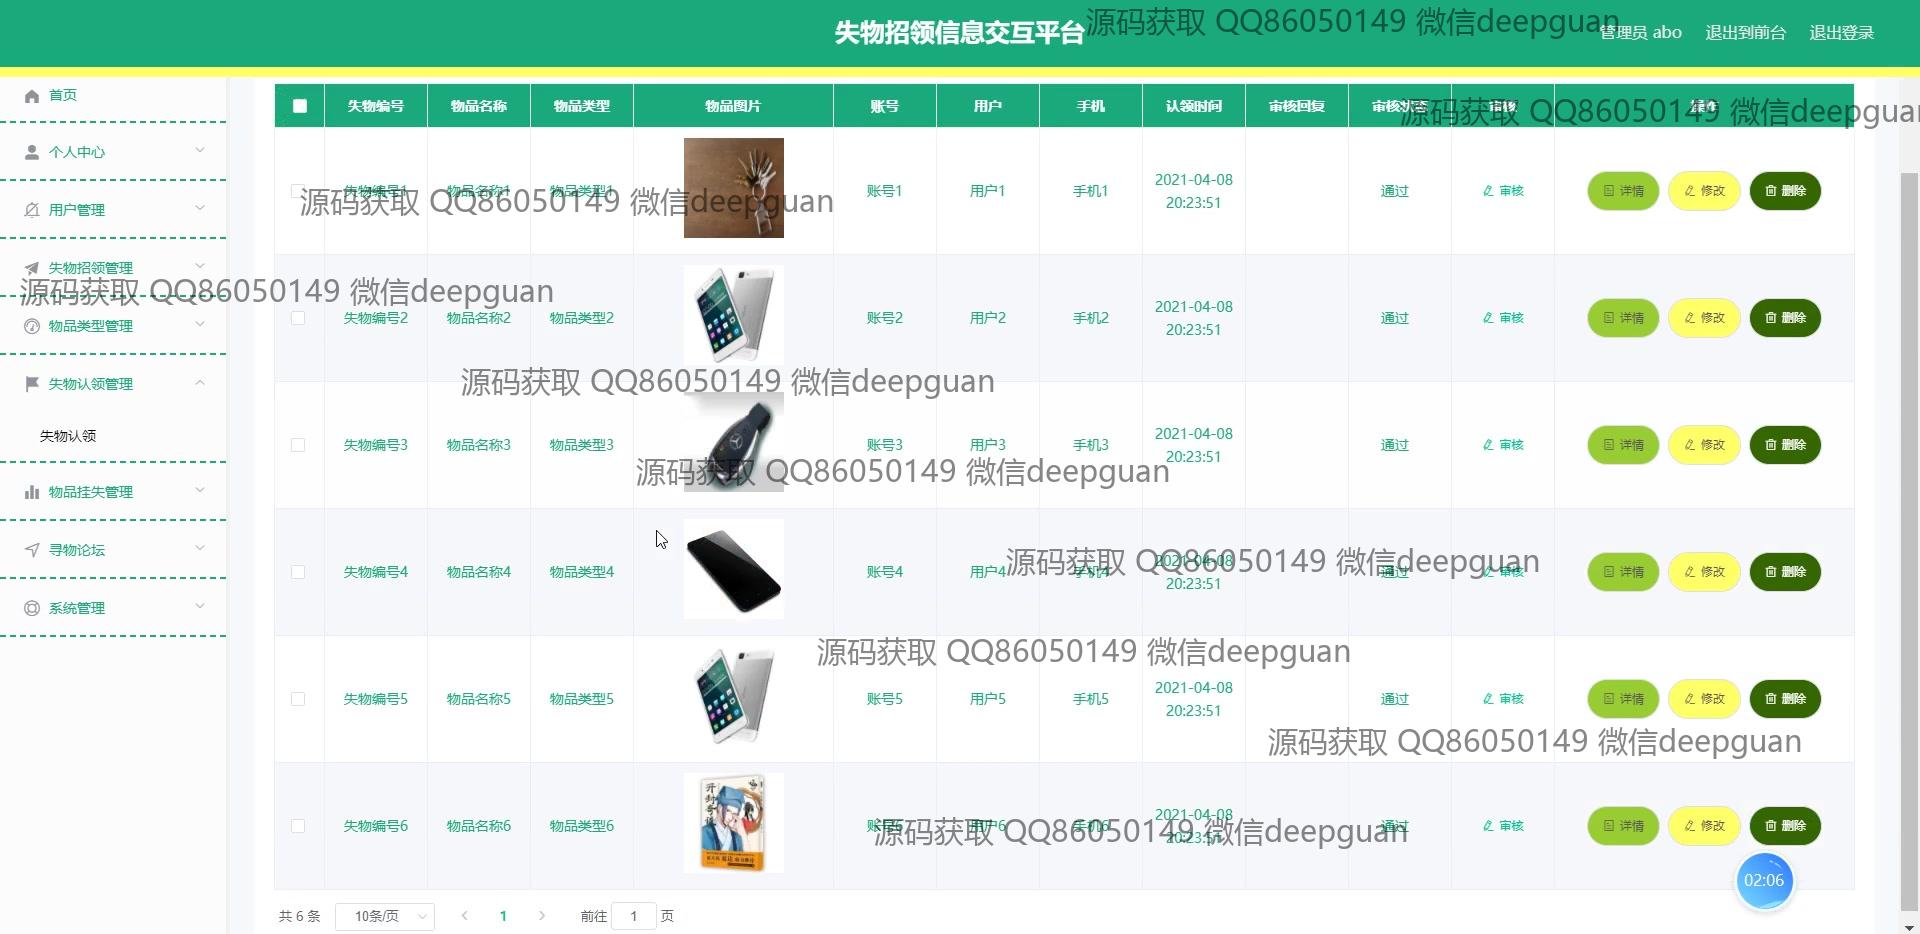 失物招领信息交互平台
源码获取 QQ86050149 微信deepguan
管理员 abo 退出到前台 退出登录
首页
个人中心
用户管理
失物招领管理
物品类型管理
失物认领管理
失物认领
物品挂失管理
寻物论坛
系统管理
失物编号 物品名称 物品类型 物品图片 账号 用户 手机 认领时间 审核回复 审核状态 审核 操作
源码获取 QQ86050149 微信deepguan
失物编号1 物品名称1 物品类型1 账号1 用户1 手机1 2021-04-08 20:23:51 通过 审核 详情 修改 删除
源码获取 QQ86050149 微信deepguan
源码获取 QQ86050149 微信deepguan
失物编号2 物品名称2 物品类型2 账号2 用户2 手机2 2021-04-08 20:23:51 通过 审核 详情 修改 删除
源码获取 QQ86050149 微信deepguan
失物编号3 物品名称3 物品类型3 账号3 用户3 手机3 2021-04-08 20:23:51 通过 审核 详情 修改 删除
源码获取 QQ86050149 微信deepguan
失物编号4 物品名称4 物品类型4 账号4 用户4 手机4 2021-04-08 20:23:51 通过 审核 详情 修改 删除
源码获取 QQ86050149 微信deepguan
源码获取 QQ86050149 微信deepguan
失物编号5 物品名称5 物品类型5 账号5 用户5 手机5 2021-04-08 20:23:51 通过 审核 详情 修改 删除
源码获取 QQ86050149 微信deepguan
失物编号6 物品名称6 物品类型6 账号6 用户6 手机6 2021-04-08 20:23:51 通过 审核 详情 修改 删除
源码获取 QQ86050149 微信deepguan
02:06
共 6 条 10条/页 1 前往 1 页